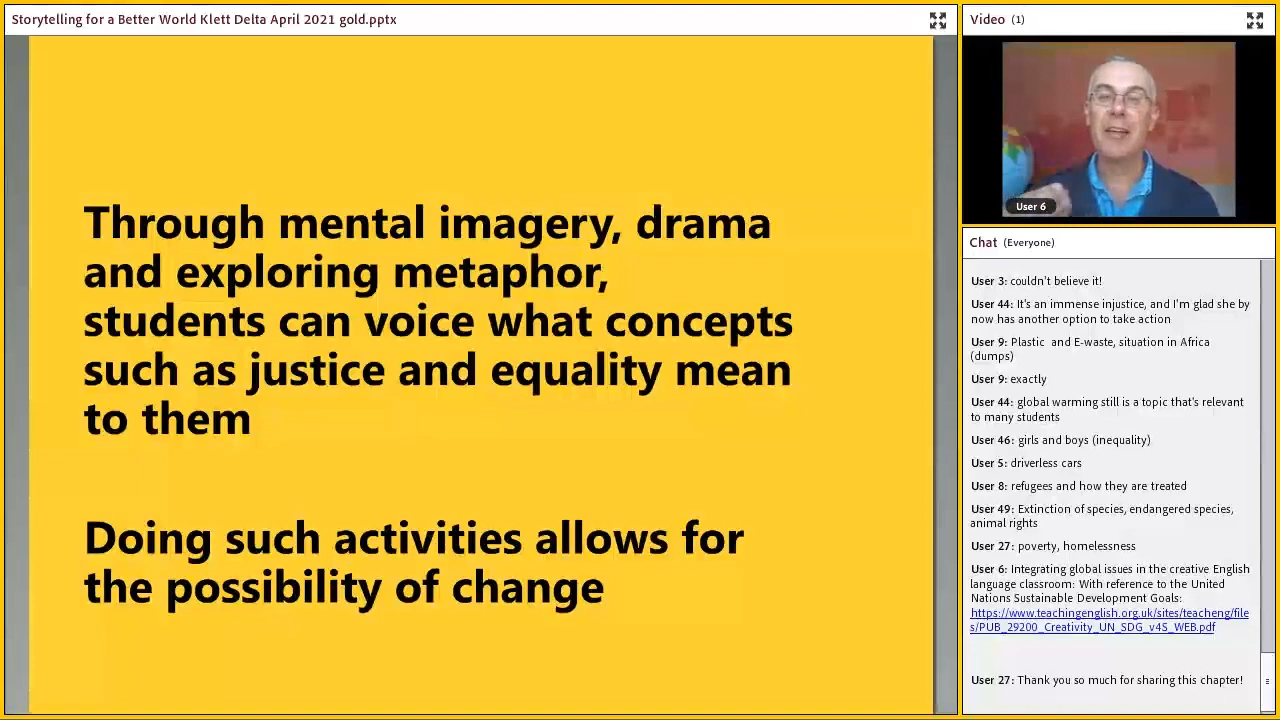 Storytelling for a Better World Klett Delta April 2021 gold.pptx
Through mental imagery, drama
and exploring metaphor,
students can voice what concepts
such as justice and equality mean
to them
Doing such activities allows for
the possibility of change
Video (1)
User 6
Chat (Everyone)
User 3: couldn't believe it!
User 44: It's an immense injustice, and I'm glad she by
now has another option to take action
User 9: Plastic and E-waste, situation in Africa
(dumps)
User 9: exactly
User 44: global warming still is a topic that's relevant
to many students
User 46: girls and boys (inequality)
User 5: driverless cars
User 8: refugees and how they are treated
User 49: Extinction of species, endangered species,
animal rights
User 27: poverty, homelessness
User 6: Integrating global issues in the creative English
language classroom: With reference to the United
Nations Sustainable Development Goals:
https://www.teachingenglish.org.uk/sites/teacheng/file
s/PUB_29200_Creativity_UN_SDG_v4S_WEB.pdf
User 27: Thank you so much for sharing this chapter!